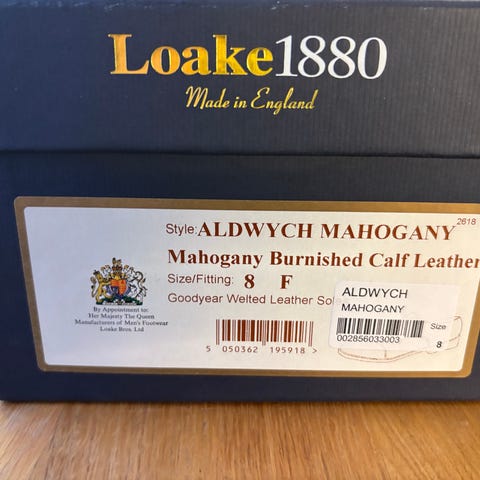 Loake1880
Made in England
2618
Style:ALDWYCH MAHOGANY
Mahogany Burnished Calf Leather
Size/Fitting: 8 F
Goodyear Welted Leather
By Appointment to:
Her Majesty The Queen
Manufacturers of Men's Footwear
Loake Bros. Ltd
5 050362 195918 >
ALDWYCH
MAHOGANY
002856033003
Size
8